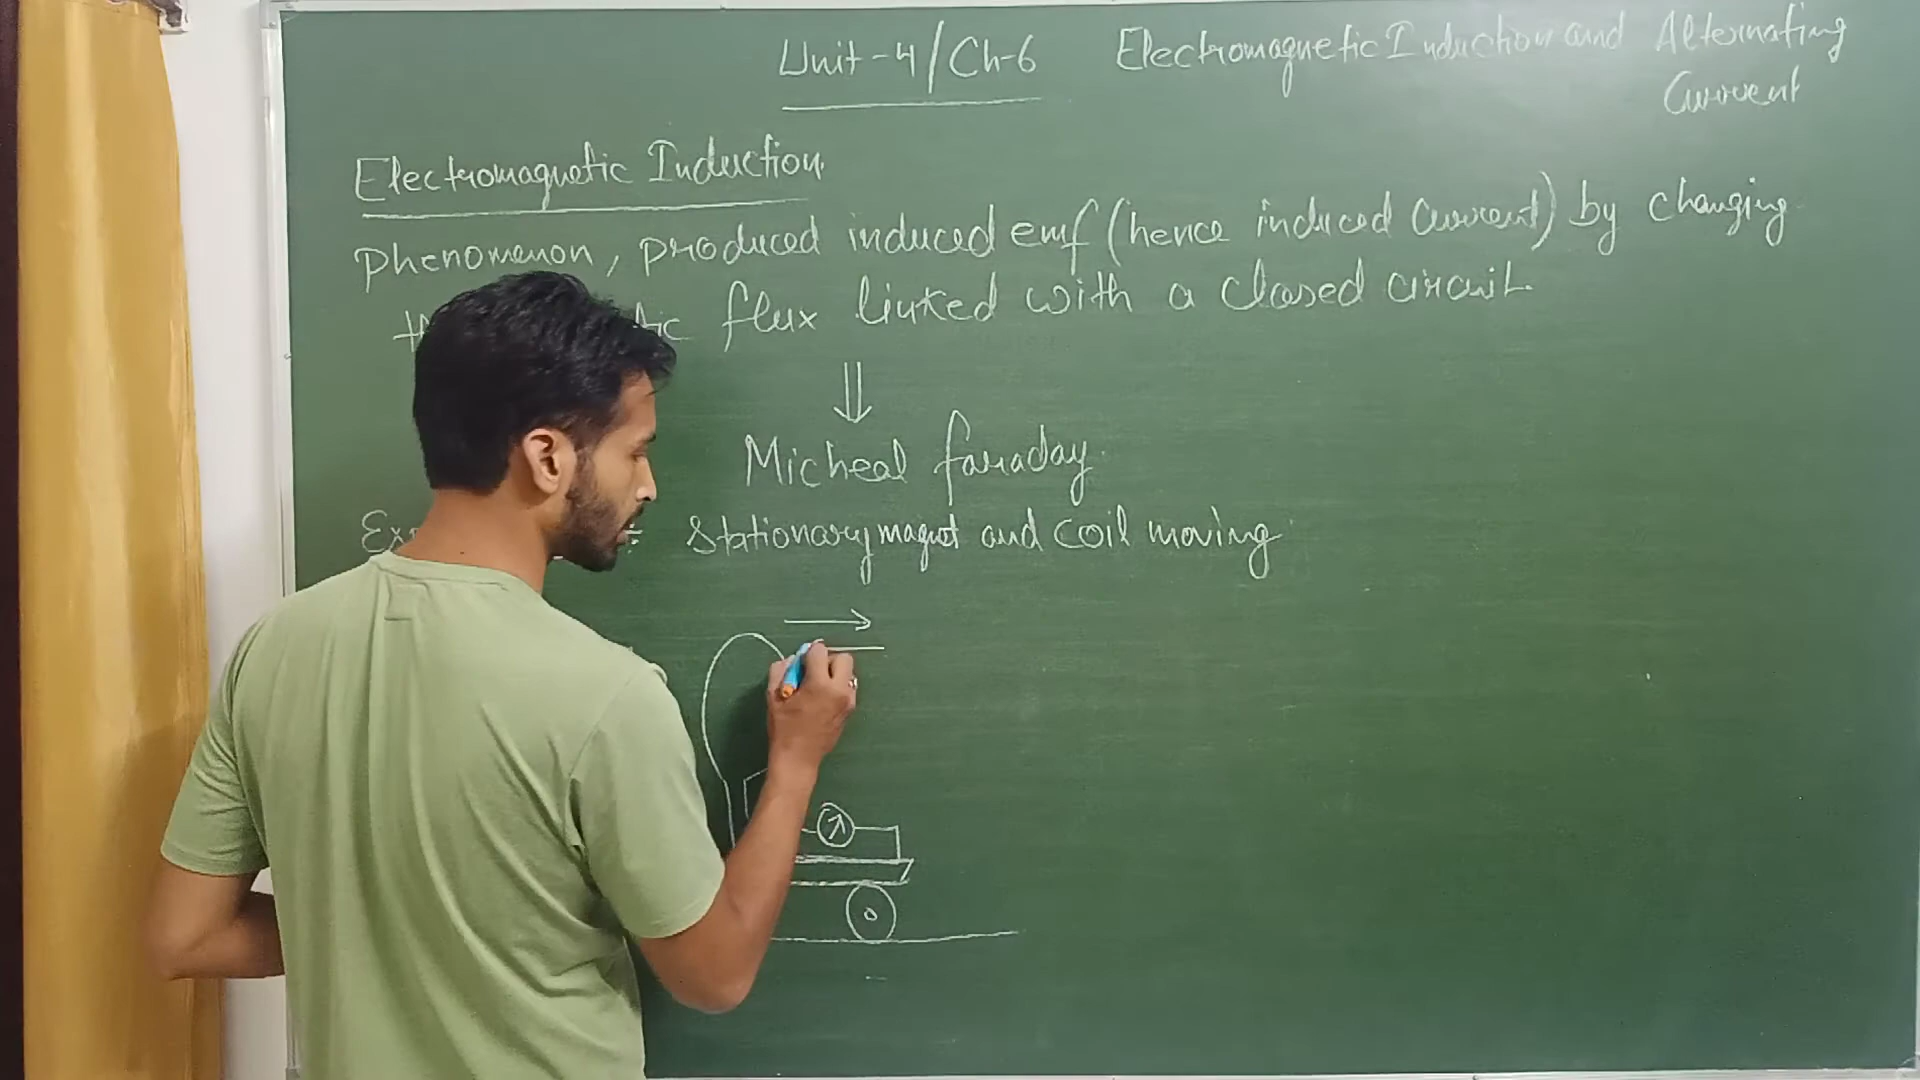 Unit-4/Ch-6 Electromagnetic Induction and Alternating
Current
Electromagnetic Induction
Phenomenon, produced induced emf (hence induced Current) by changing
flux linked with a closed circuit.
⇓
Micheal faraday
Stationary magnet and coil moving